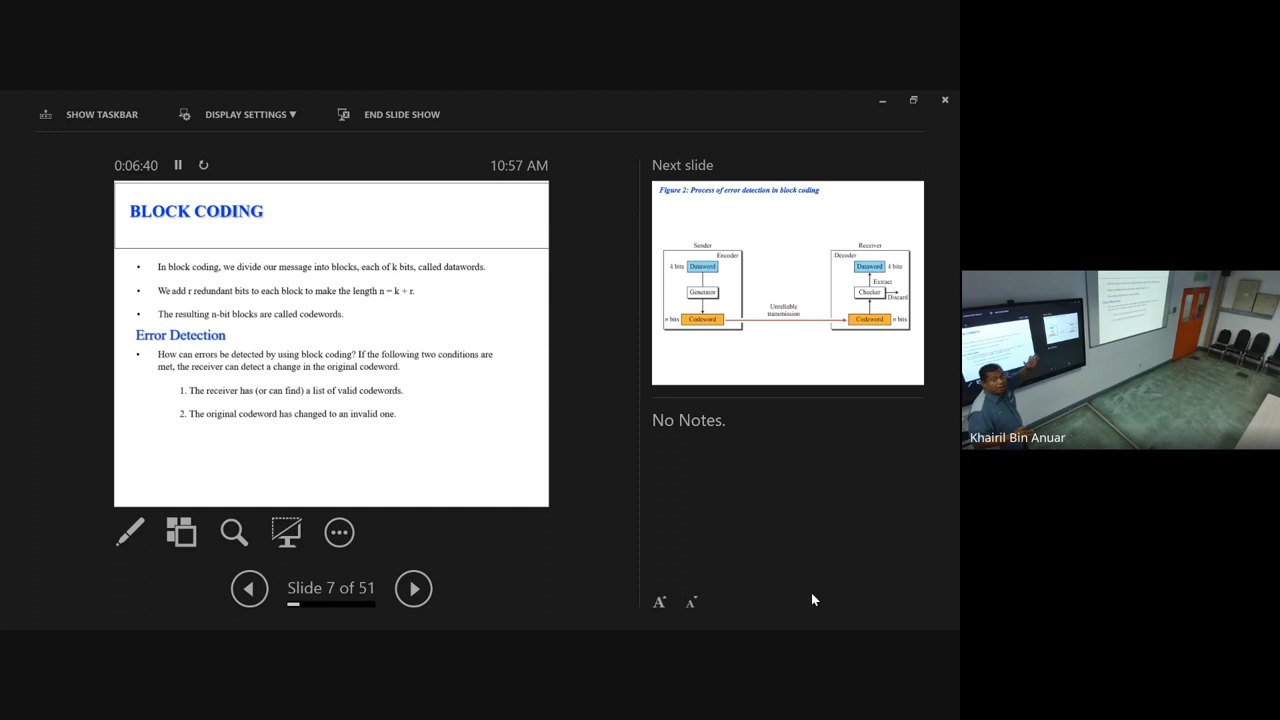 SHOW TASKBAR
DISPLAY SETTINGS ▼
END SLIDE SHOW
0:06:40
10:57 AM
BLOCK CODING
• In block coding, we divide our message into blocks, each of k bits, called datawords.
• We add r redundant bits to each block to make the length n = k + r.
• The resulting n-bit blocks are called codewords.
Error Detection
• How can errors be detected by using block coding? If the following two conditions are
met, the receiver can detect a change in the original codeword.
1. The receiver has (or can find) a list of valid codewords.
2. The original codeword has changed to an invalid one.
Slide 7 of 51
Next slide
Figure 2: Process of error detection in block coding
Sender
Encoder
k bits
Dataword
Generator
n bits
Codeword
Unreliable
transmission
Receiver
Decoder
Dataword
k bits
Extract
Checker
Discard
Codeword
n bits
No Notes.
A A
Khairil Bin Anuar